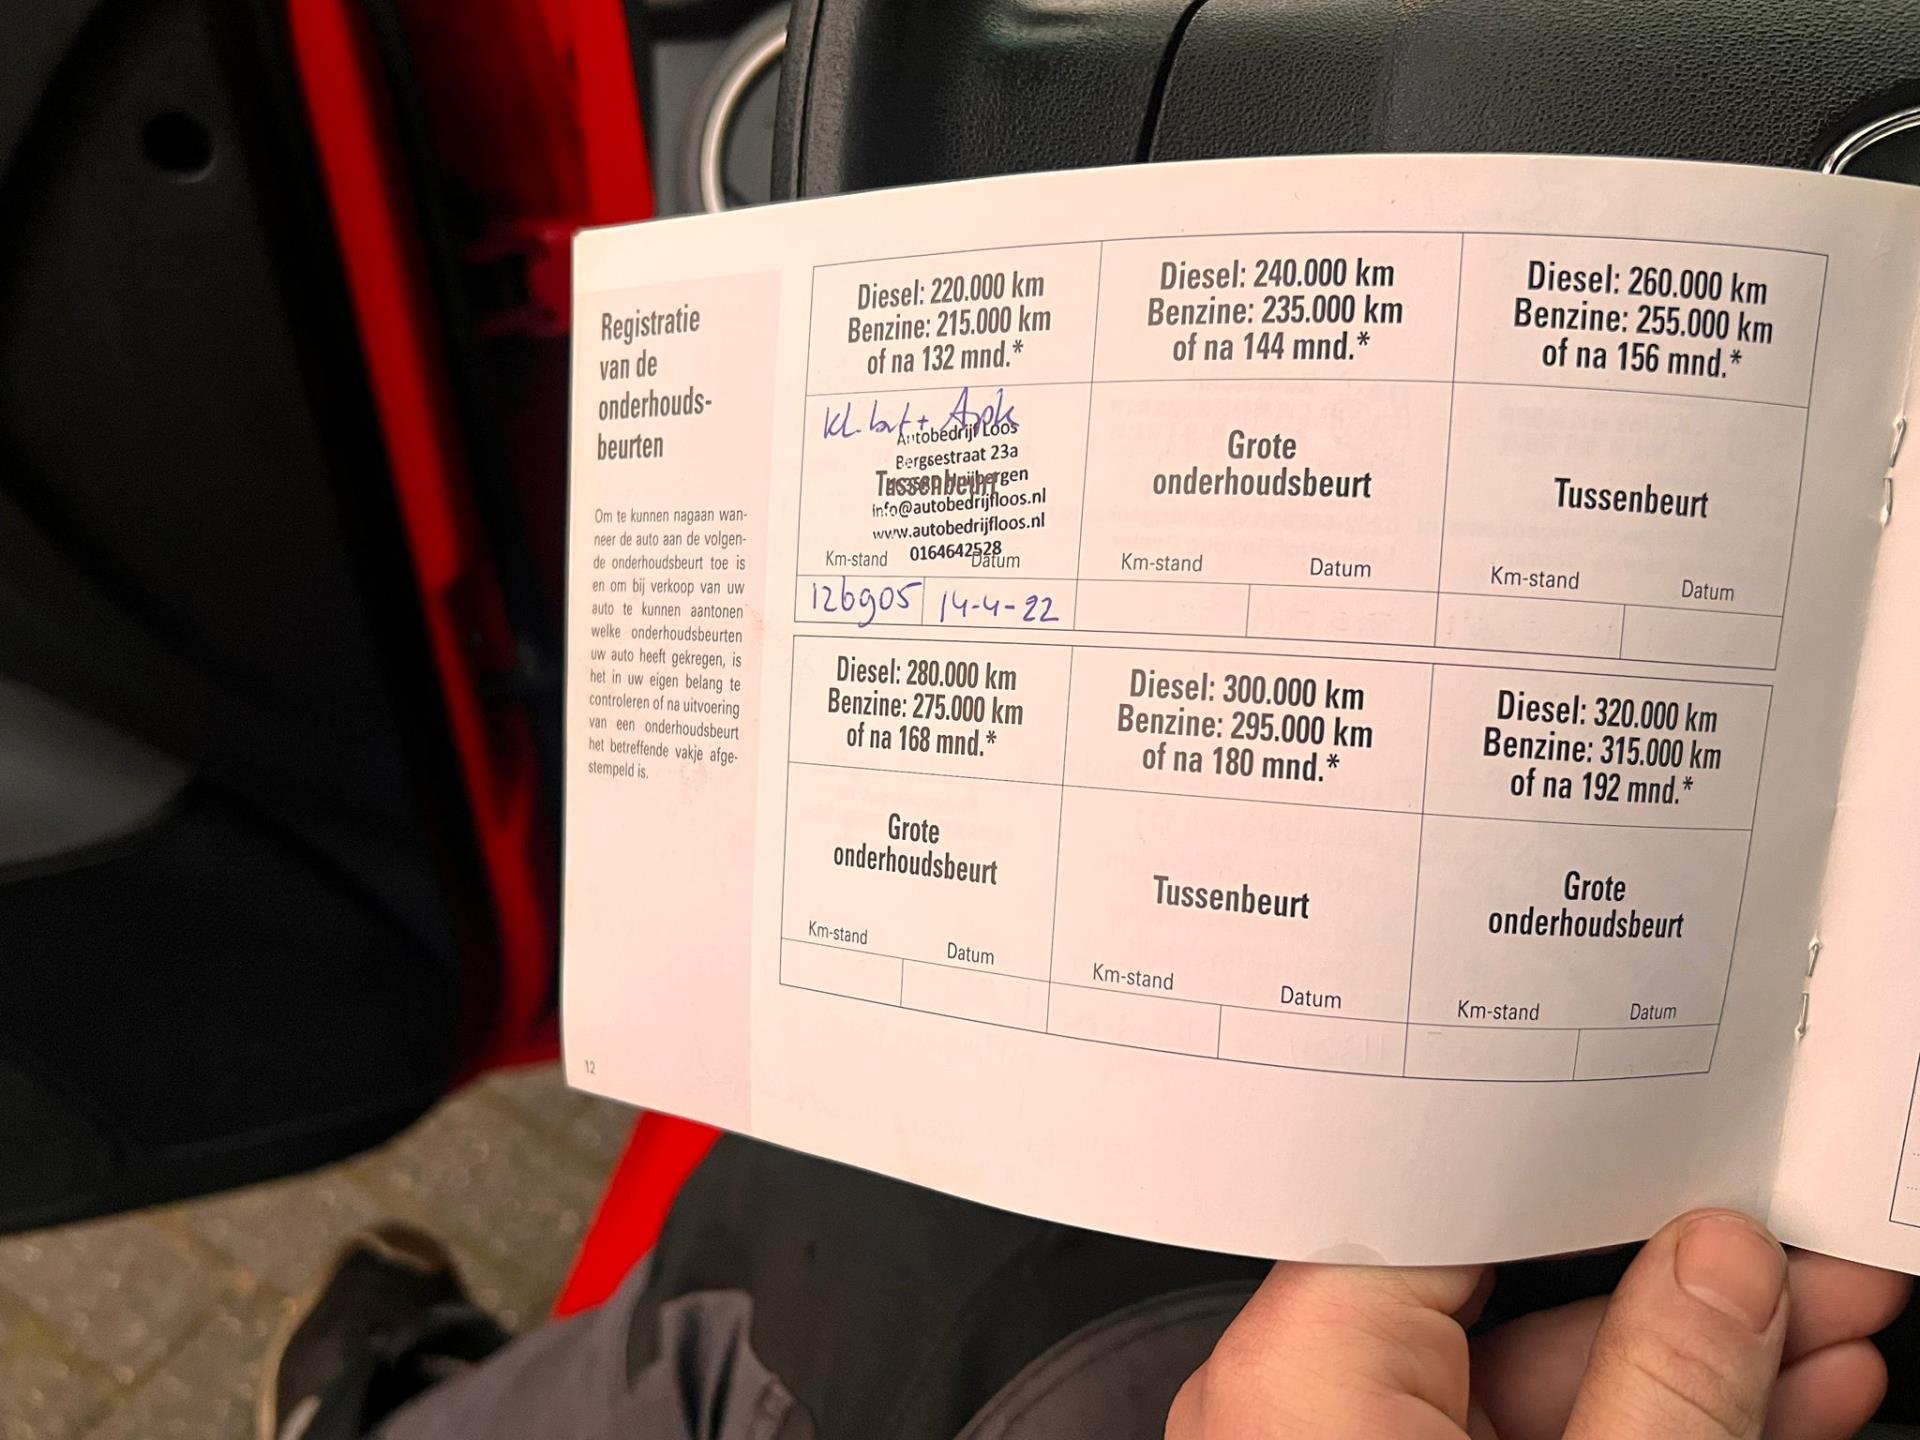 Registratie
van de
onderhouds-
beurten
Om te kunnen nagaan wan-
neer de auto aan de volgen-
de onderhoudsbeurt toe is
en om bij verkoop van uw
auto te kunnen aantonen
welke onderhoudsbeurten
uw auto heeft gekregen, is
het in uw eigen belang te
controleren of na uitvoering
van een onderhoudsbeurt
het betreffende vakje afge-
stempeld is.
12
Diesel: 220.000 km
Benzine: 215.000 km
of na 132 mnd.*
Kl. brt + Apk
Autobedrijf Loos
Bergsestraat 23a
Tussenbeurt
Huijbergen
info@autobedrijfloos.nl
www.autobedrijfloos.nl
0164642528
Km-stand Datum
126905 14-4-22
Diesel: 240.000 km
Benzine: 235.000 km
of na 144 mnd.*
Grote
onderhoudsbeurt
Km-stand Datum
Diesel: 260.000 km
Benzine: 255.000 km
of na 156 mnd.*
Tussenbeurt
Km-stand Datum
Diesel: 280.000 km
Benzine: 275.000 km
of na 168 mnd.*
Grote
onderhoudsbeurt
Km-stand Datum
Diesel: 300.000 km
Benzine: 295.000 km
of na 180 mnd.*
Tussenbeurt
Km-stand Datum
Diesel: 320.000 km
Benzine: 315.000 km
of na 192 mnd.*
Grote
onderhoudsbeurt
Km-stand Datum